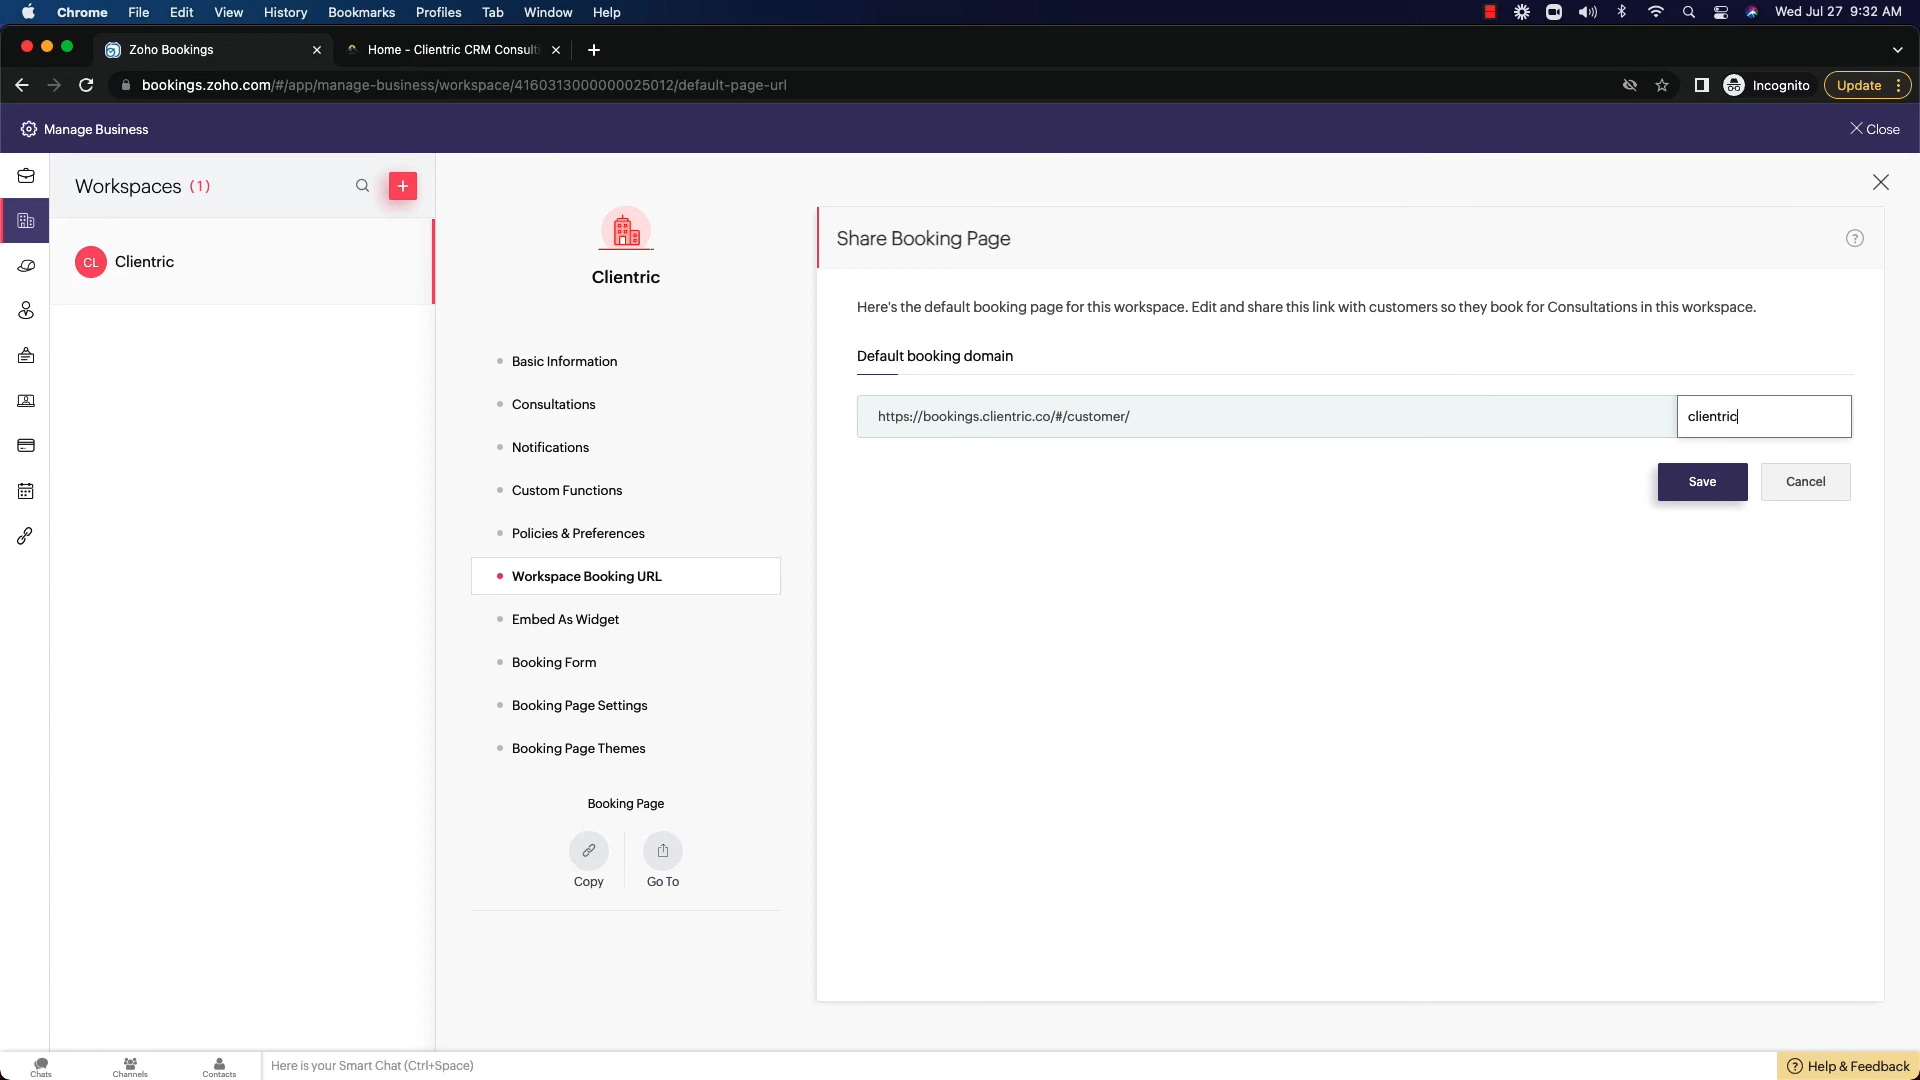 Chrome File Edit View History Bookmarks Profiles Tab Window Help Wed Jul 27 9:32 AM
Zoho Bookings Home - Clientric CRM Consulti
bookings.zoho.com/#/app/manage-business/workspace/4160313000000025012/default-page-url Incognito Update
Manage Business Close
Workspaces (1)
CL Clientric
Clientric
Basic Information
Consultations
Notifications
Custom Functions
Policies & Preferences
Workspace Booking URL
Embed As Widget
Booking Form
Booking Page Settings
Booking Page Themes
Booking Page
Copy Go To
Share Booking Page
Here's the default booking page for this workspace. Edit and share this link with customers so they book for Consultations in this workspace.
Default booking domain
https://bookings.clientric.co/#/customer/ clientric
Save Cancel
Chats Channels Contacts Here is your Smart Chat (Ctrl+Space) Help & Feedback